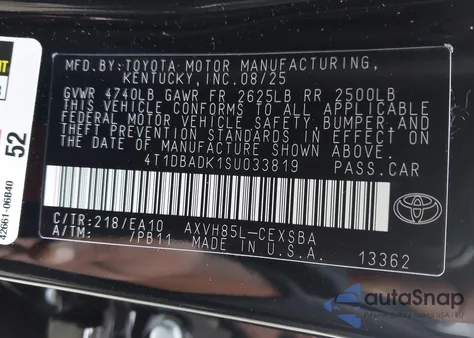 MFD.BY:TOYOTA MOTOR MANUFACTURING,
KENTUCKY,INC.08/25
GVWR 4740LB GAWR FR 2625LB RR 2500LB
THIS VEHICLE CONFORMS TO ALL APPLICABLE
FEDERAL MOTOR VEHICLE SAFETY, BUMPER, AND
THEFT PREVENTION STANDARDS IN EFFECT ON
THE DATE OF MANUFACTURE SHOWN ABOVE.
4T1DBADK1SU033819 PASS.CAR
C/TR:218/EA10 AXVH85L-CEXSBA
A/TM: /PB11 MADE IN U.S.A. 13362
52
42661-06B40
autoSnap